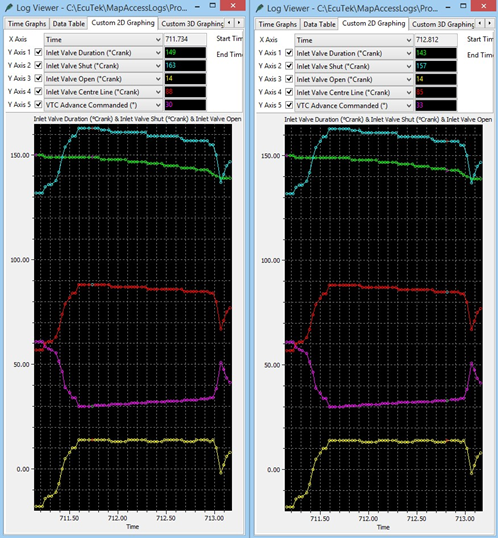 Log Viewer - C:\EcuTek\MapAccessLogs\Pro...
Time Graphs Data Table Custom 2D Graphing Custom 3D Graphing
X Axis Time 711.734 Start Tim
Y Axis 1 Inlet Valve Duration (°Crank) 149 End Time
Y Axis 2 Inlet Valve Shut (°Crank) 163
Y Axis 3 Inlet Valve Open (°Crank) 14
Y Axis 4 Inlet Valve Centre Line (°Crank) 88
Y Axis 5 VTC Advance Commanded (°) 30
Inlet Valve Duration (°Crank) & Inlet Valve Shut (°Crank) & Inlet Valve Open
150.00
100.00
50.00
0.00
711.50 712.00 712.50 713.00
Time
Log Viewer - C:\EcuTek\MapAccessLogs\Pro...
Time Graphs Data Table Custom 2D Graphing Custom 3D Graphing
X Axis Time 712.812 Start Tim
Y Axis 1 Inlet Valve Duration (°Crank) 143 End Time
Y Axis 2 Inlet Valve Shut (°Crank) 157
Y Axis 3 Inlet Valve Open (°Crank) 14
Y Axis 4 Inlet Valve Centre Line (°Crank)
Y Axis 5 VTC Advance Commanded (°) 33
Inlet Valve Duration (°Crank) & Inlet Valve Shut (°Crank) & Inlet Valve Open
150.00
100.00
50.00
0.00
711.50 712.00 712.50 713.00
Time